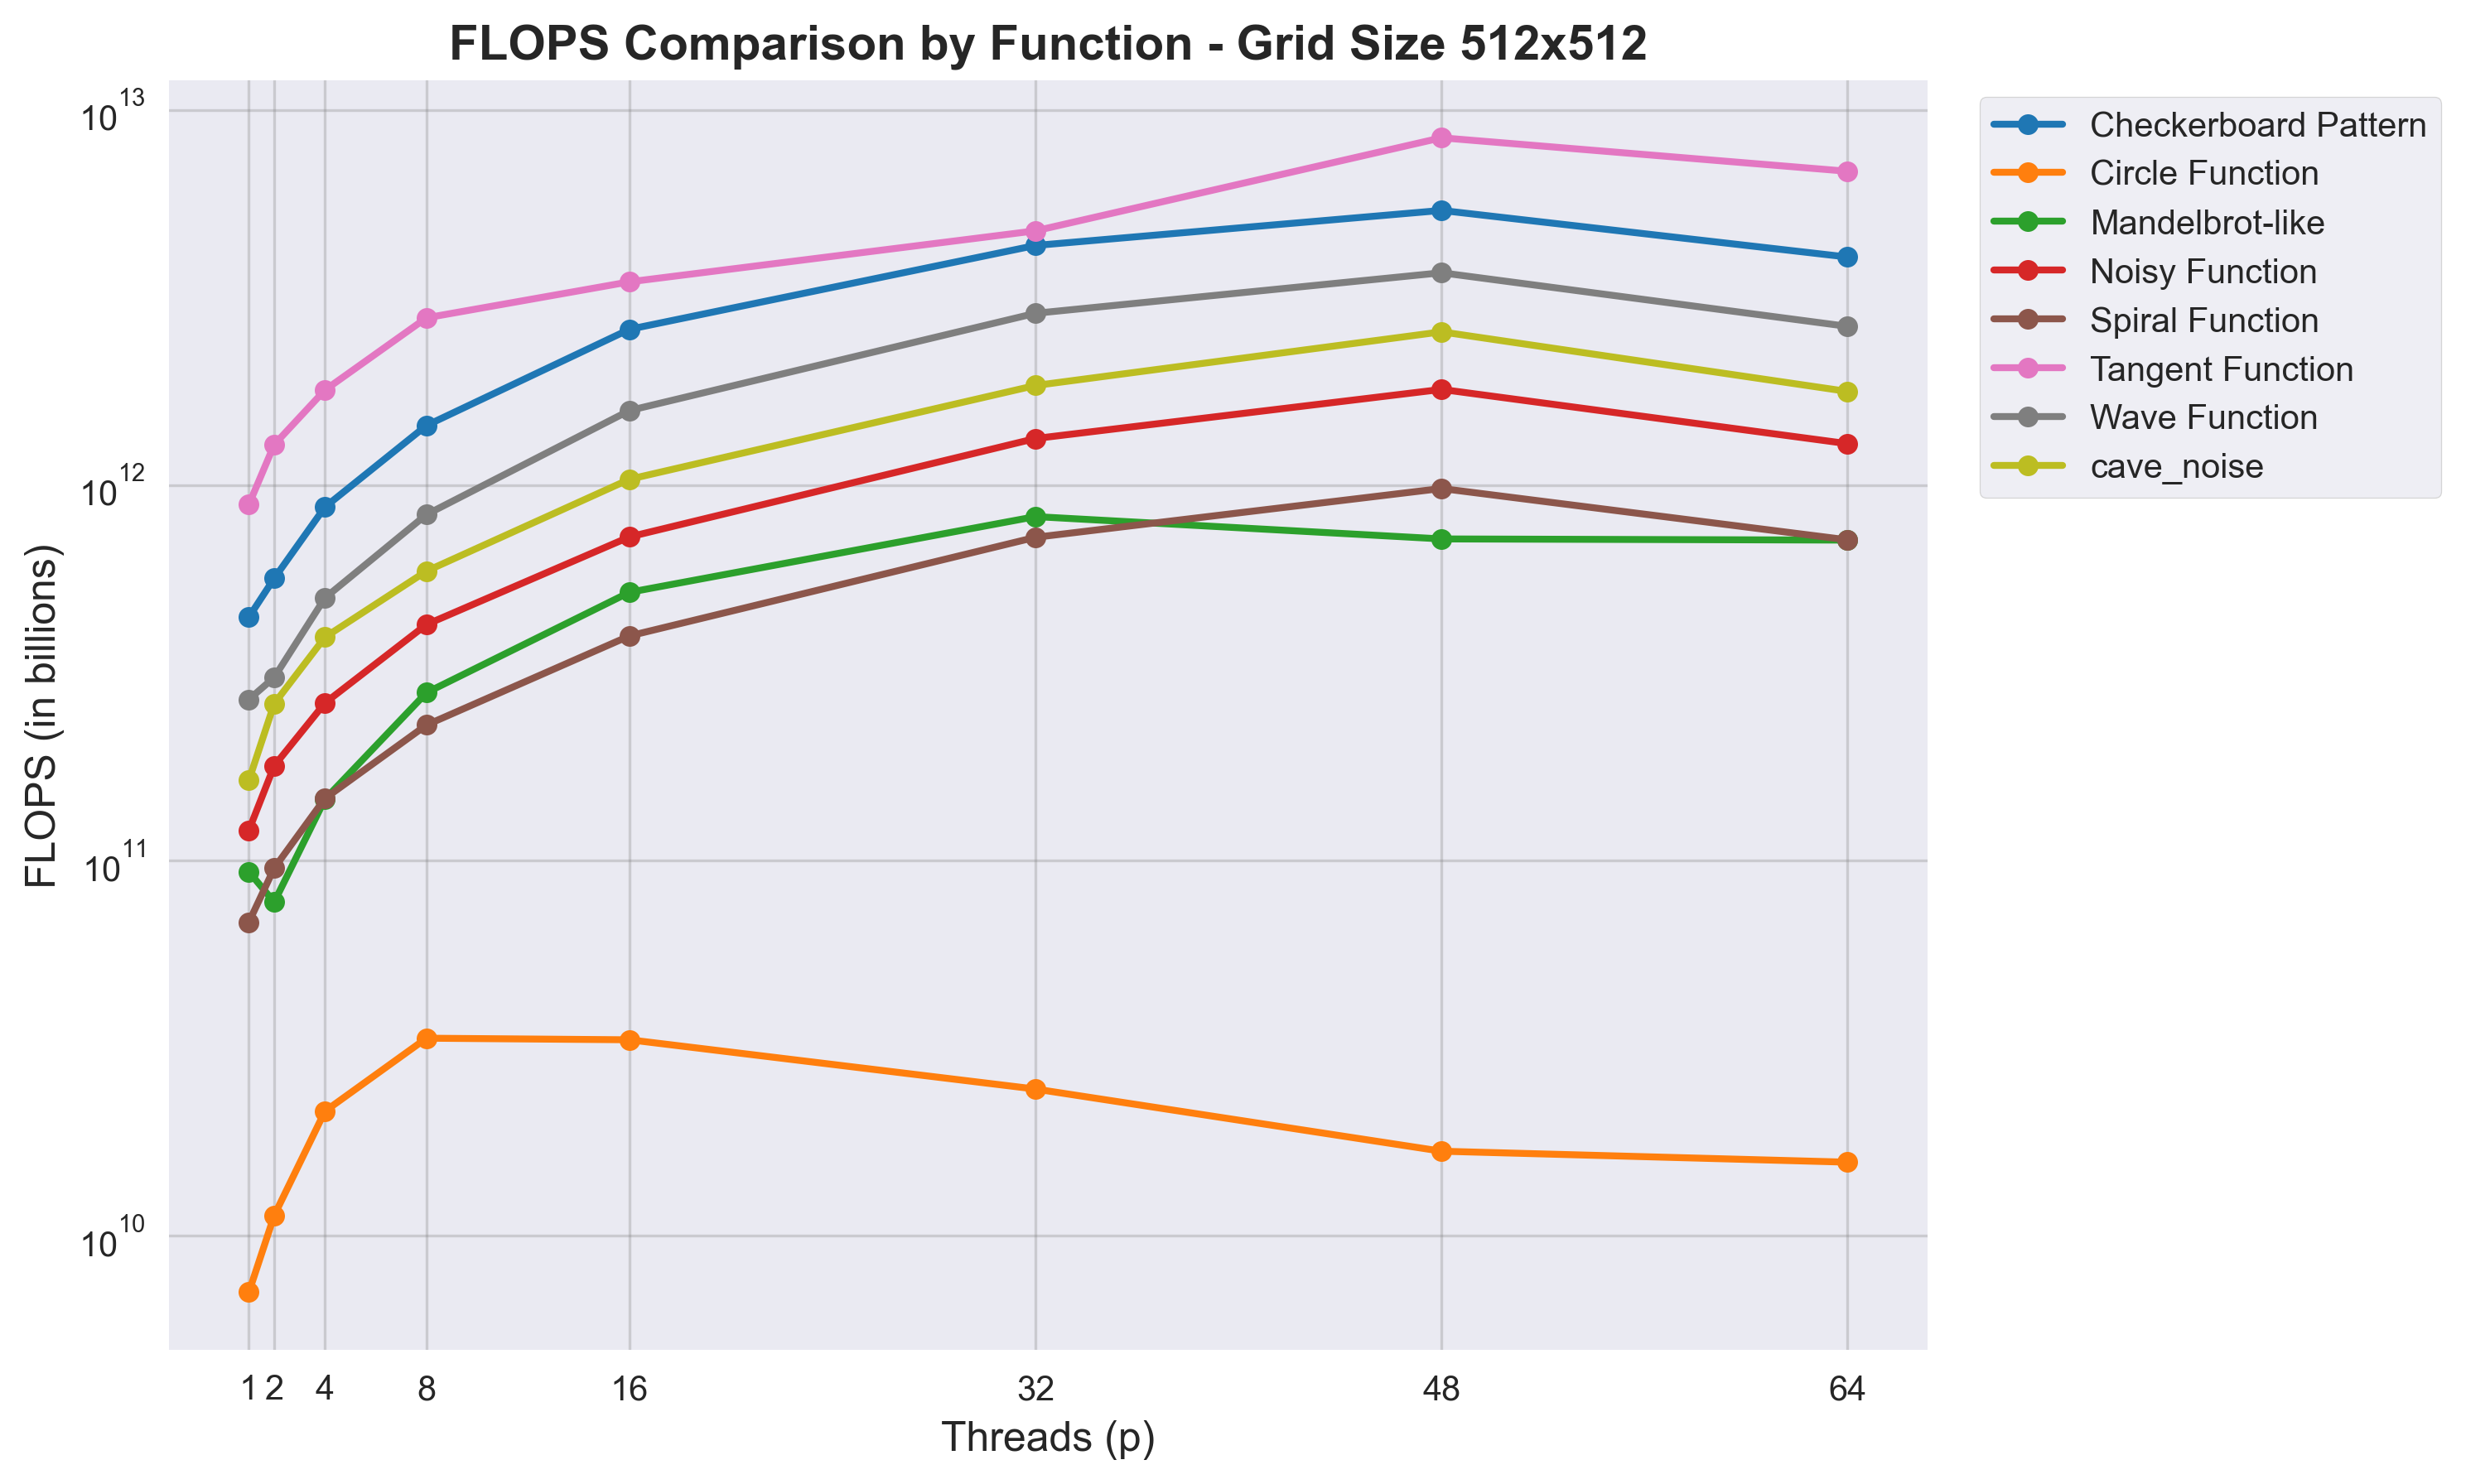 FLOPS Comparison by Function - Grid Size 512x512
FLOPS (in billions)
10^13
10^12
10^11
10^10
1 2 4 8 16 32 48 64
Threads (p)
Checkerboard Pattern
Circle Function
Mandelbrot-like
Noisy Function
Spiral Function
Tangent Function
Wave Function
cave_noise